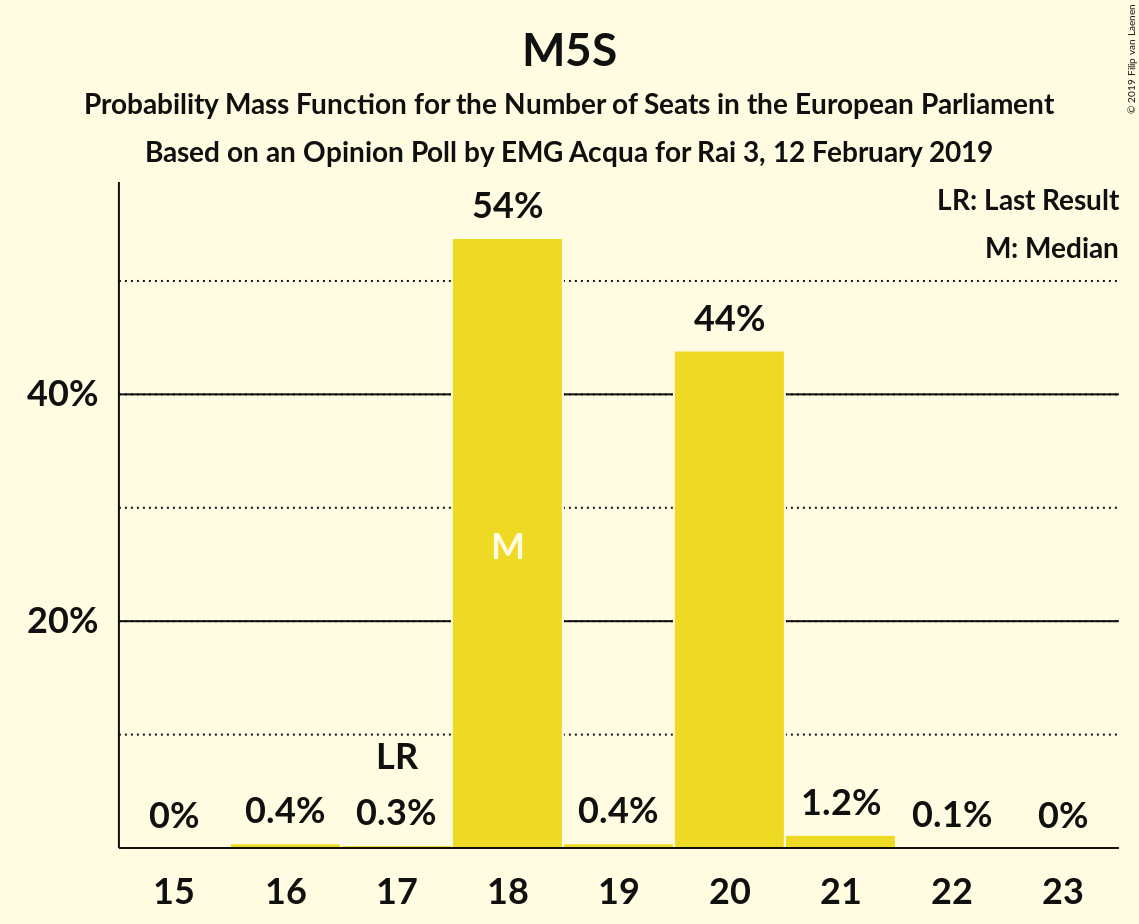 M5S
Probability Mass Function for the Number of Seats in the European Parliament
Based on an Opinion Poll by EMG Acqua for Rai 3, 12 February 2019
© 2019 Filip van Laenen
LR: Last Result
M: Median
54%
44%
40%
M
20%
LR
0% 0.4% 0.3% 0.4% 1.2% 0.1% 0%
15 16 17 18 19 20 21 22 23